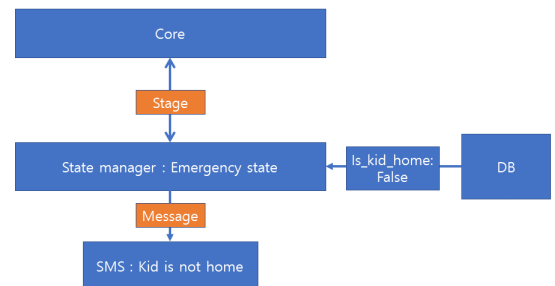 Core
Stage
State manager : Emergency state
Is_kid_home:
False
DB
Message
SMS : Kid is not home